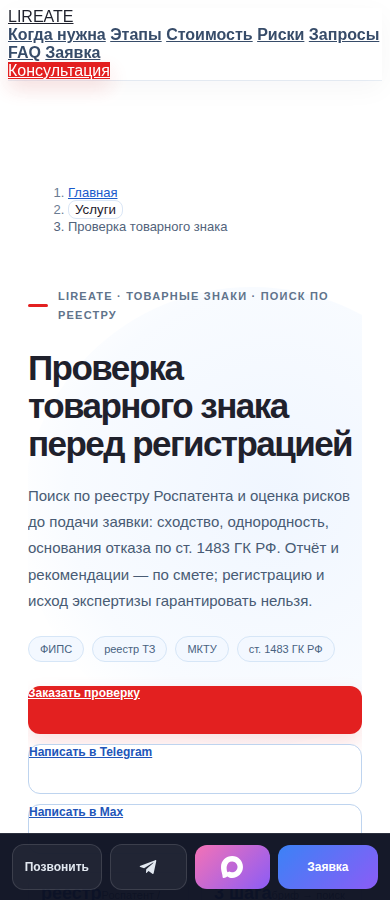 LIREATE
Когда нужна Этапы Стоимость Риски Запросы
FAQ Заявка
Консультация
1. Главная
2. Услуги
3. Проверка товарного знака
LIREATE · ТОВАРНЫЕ ЗНАКИ · ПОИСК ПО
РЕЕСТРУ
Проверка
товарного знака
перед регистрацией
Поиск по реестру Роспатента и оценка рисков
до подачи заявки: сходство, однородность,
основания отказа по ст. 1483 ГК РФ. Отчёт и
рекомендации — по смете; регистрацию и
исход экспертизы гарантировать нельзя.
ФИПС реестр ТЗ МКТУ ст. 1483 ГК РФ
Заказать проверку
Написать в Telegram
Написать в Max
Позвонить Заявка